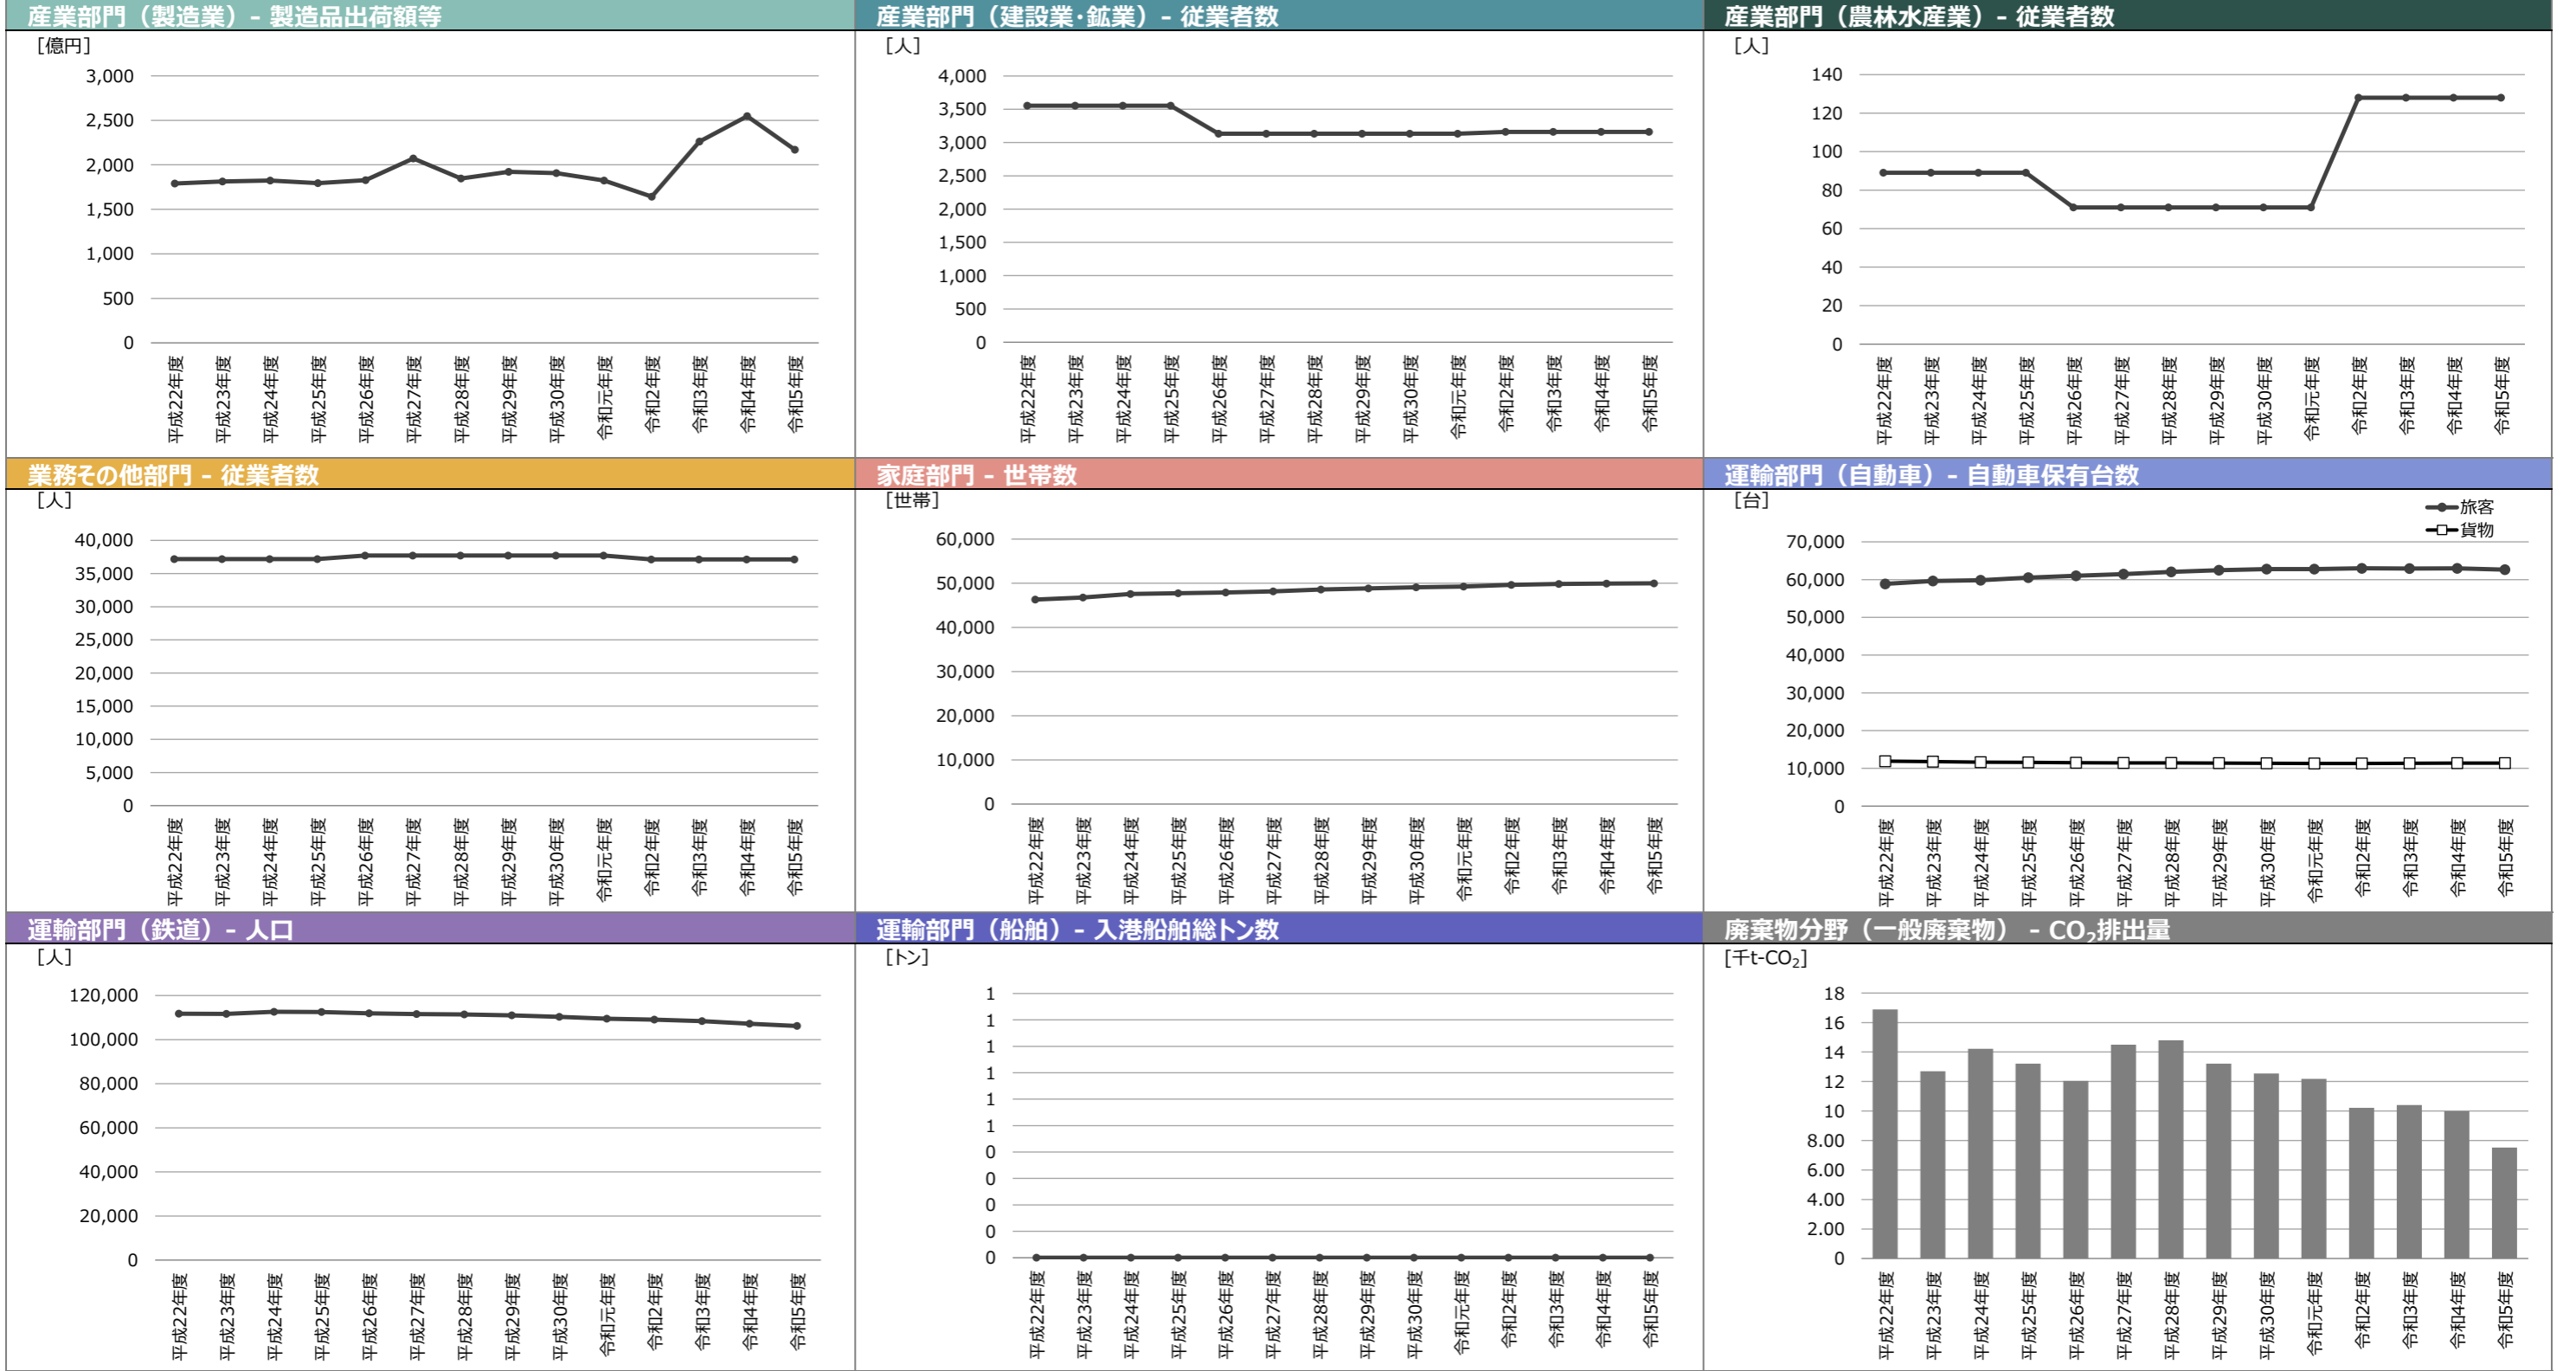 産業部門（製造業）- 製造品出荷額等
[億円]
3,000
2,500
2,000
1,500
1,000
500
0
平成22年度
平成23年度
平成24年度
平成25年度
平成26年度
平成27年度
平成28年度
平成29年度
平成30年度
令和元年度
令和2年度
令和3年度
令和4年度
令和5年度
産業部門（建設業・鉱業）- 従業者数
[人]
4,000
3,500
3,000
2,500
2,000
1,500
1,000
500
0
平成22年度
平成23年度
平成24年度
平成25年度
平成26年度
平成27年度
平成28年度
平成29年度
平成30年度
令和元年度
令和2年度
令和3年度
令和4年度
令和5年度
産業部門（農林水産業）- 従業者数
[人]
140
120
100
80
60
40
20
0
平成22年度
平成23年度
平成24年度
平成25年度
平成26年度
平成27年度
平成28年度
平成29年度
平成30年度
令和元年度
令和2年度
令和3年度
令和4年度
令和5年度
業務その他部門 - 従業者数
[人]
40,000
35,000
30,000
25,000
20,000
15,000
10,000
5,000
0
平成22年度
平成23年度
平成24年度
平成25年度
平成26年度
平成27年度
平成28年度
平成29年度
平成30年度
令和元年度
令和2年度
令和3年度
令和4年度
令和5年度
家庭部門 - 世帯数
[世帯]
60,000
50,000
40,000
30,000
20,000
10,000
0
平成22年度
平成23年度
平成24年度
平成25年度
平成26年度
平成27年度
平成28年度
平成29年度
平成30年度
令和元年度
令和2年度
令和3年度
令和4年度
令和5年度
運輸部門（自動車）- 自動車保有台数
[台]
旅客
貨物
70,000
60,000
50,000
40,000
30,000
20,000
10,000
0
平成22年度
平成23年度
平成24年度
平成25年度
平成26年度
平成27年度
平成28年度
平成29年度
平成30年度
令和元年度
令和2年度
令和3年度
令和4年度
令和5年度
運輸部門（鉄道）- 人口
[人]
120,000
100,000
80,000
60,000
40,000
20,000
0
平成22年度
平成23年度
平成24年度
平成25年度
平成26年度
平成27年度
平成28年度
平成29年度
平成30年度
令和元年度
令和2年度
令和3年度
令和4年度
令和5年度
運輸部門（船舶）- 入港船舶総トン数
[トン]
1
1
1
1
1
1
0
0
0
0
0
平成22年度
平成23年度
平成24年度
平成25年度
平成26年度
平成27年度
平成28年度
平成29年度
平成30年度
令和元年度
令和2年度
令和3年度
令和4年度
令和5年度
廃棄物分野（一般廃棄物） - CO₂排出量
[千t-CO₂]
18
16
14
12
10
8.00
6.00
4.00
2.00
0
平成22年度
平成23年度
平成24年度
平成25年度
平成26年度
平成27年度
平成28年度
平成29年度
平成30年度
令和元年度
令和2年度
令和3年度
令和4年度
令和5年度